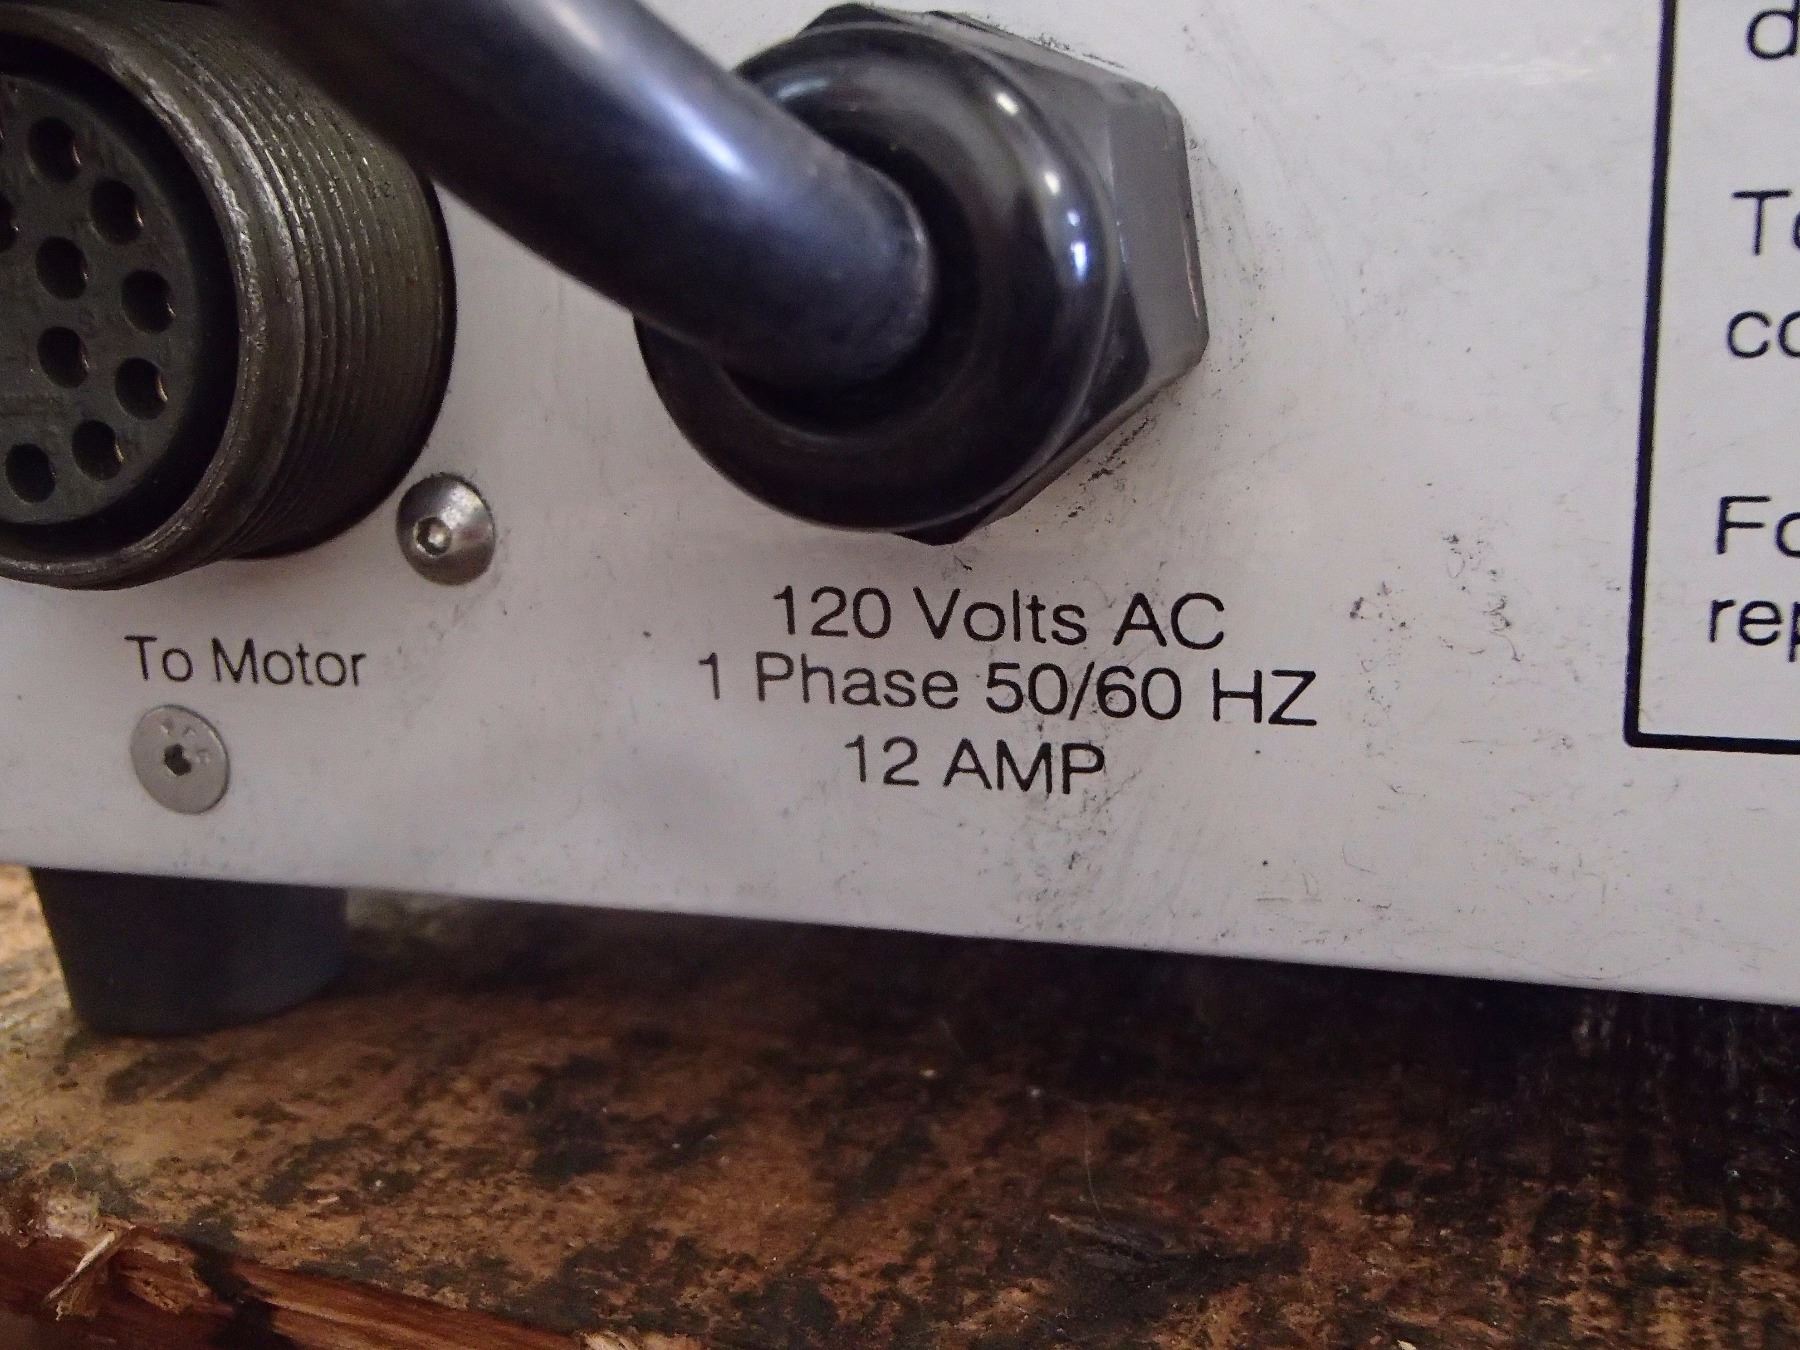 To Motor
120 Volts AC
1 Phase 50/60 HZ
12 AMP